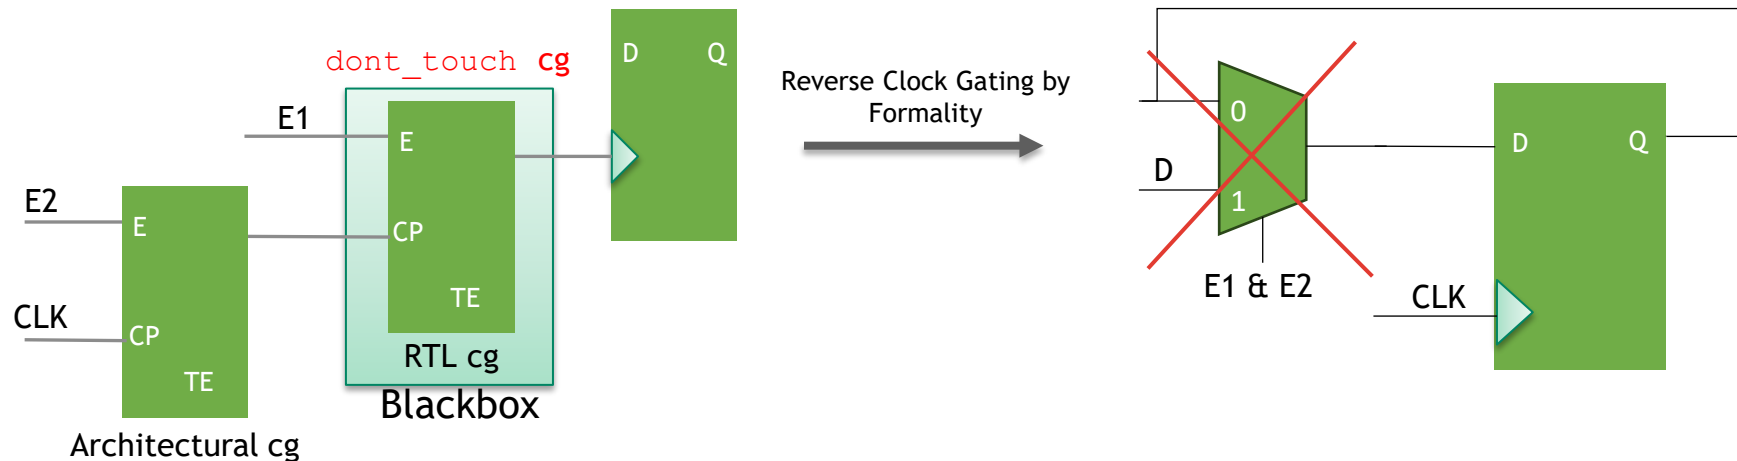 dont_touch cg
E1
E
CP
TE
RTL cg
Blackbox
E2
E
CLK
CP
TE
Architectural cg
D
Q
Reverse Clock Gating by
Formality
0
D
1
E1 & E2
CLK
D
Q